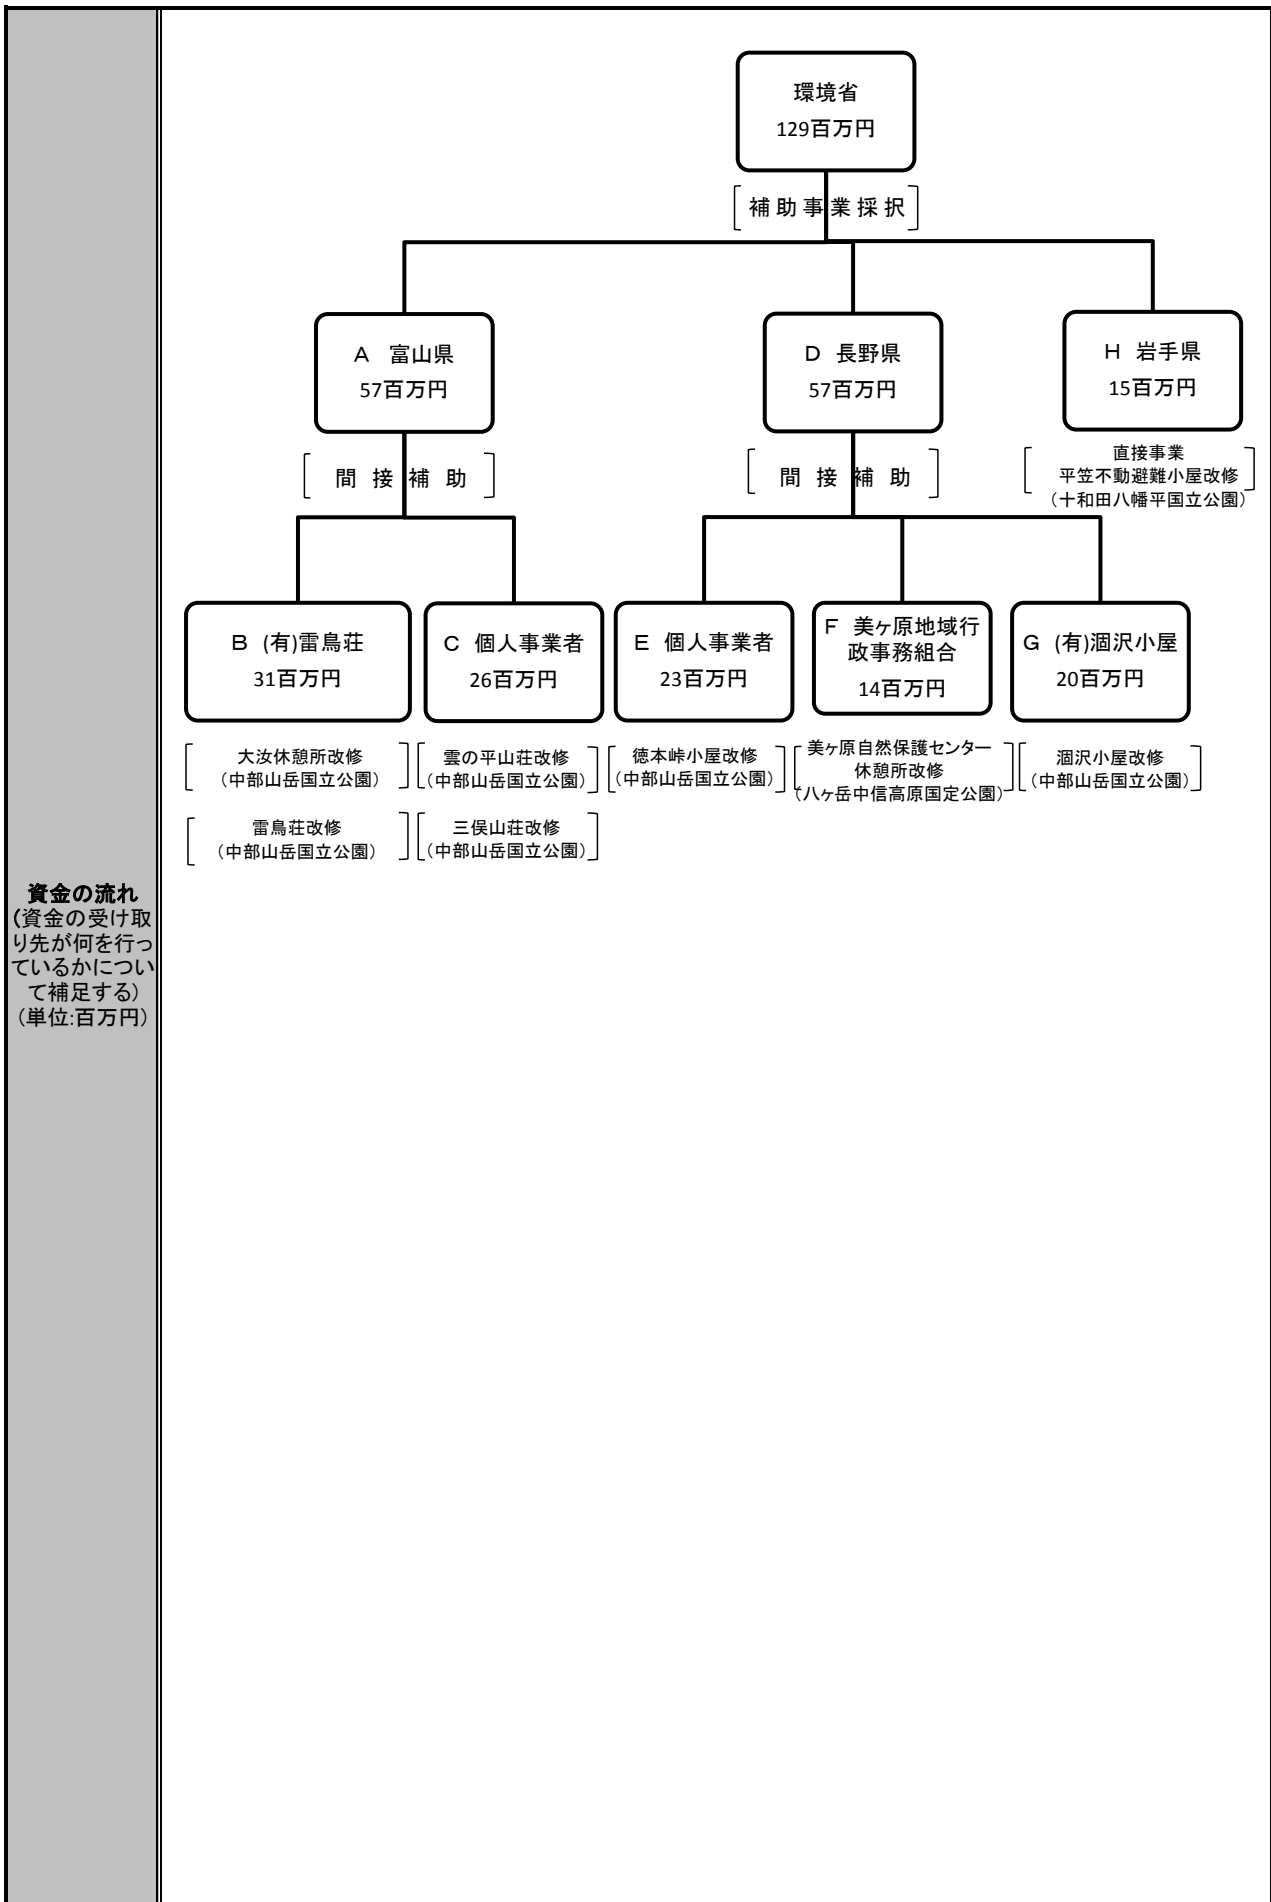 環境省
129百万円
補助事業採択
A 富山県
57百万円
D 長野県
57百万円
H 岩手県
15百万円
間接補助
間接補助
直接事業
平笠不動避難小屋改修
(十和田八幡平国立公園)
B (有)雷鳥荘
31百万円
C 個人事業者
26百万円
E 個人事業者
23百万円
F 美ヶ原地域行
政事務組合
14百万円
G (有)涸沢小屋
20百万円
大汝休憩所改修
(中部山岳国立公園)
雲の平山荘改修
(中部山岳国立公園)
徳本峠小屋改修
(中部山岳国立公園)
美ヶ原自然保護センター
休憩所改修
(八ヶ岳中信高原国定公園)
涸沢小屋改修
(中部山岳国立公園)
雷鳥荘改修
(中部山岳国立公園)
三俣山荘改修
(中部山岳国立公園)
資金の流れ
(資金の受け取
り先が何を行っ
ているかについ
て補足する)
(単位:百万円)